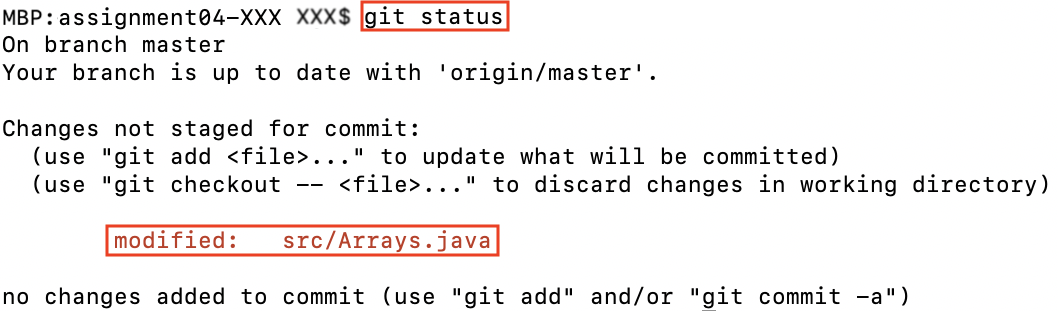 MBP:assignment04-XXX XXX$ git status
On branch master
Your branch is up to date with 'origin/master'.
Changes not staged for commit:
(use "git add <file>..." to update what will be committed)
(use "git checkout -- <file>..." to discard changes in working directory)
modified: src/Arrays.java
no changes added to commit (use "git add" and/or "git commit -a")